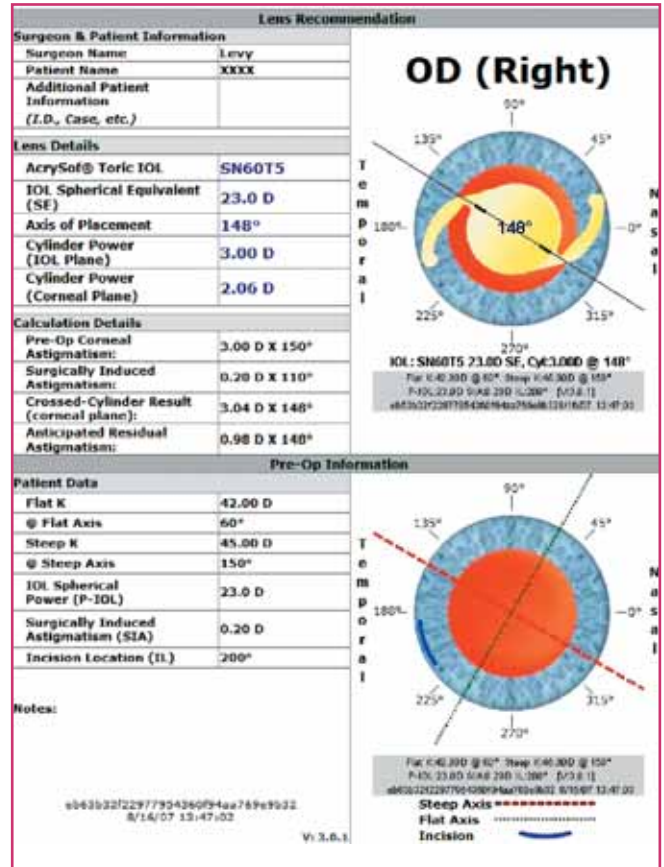 Lens Recommendation
Surgeon & Patient Information
Surgeon Name Levy
Patient Name XXXX
Additional Patient
Information
(I.D., Case, etc.)
Lens Details
AcrySof® Toric IOL SN60T5
IOL Spherical Equivalent
(SE) 23.0 D
Axis of Placement 148°
Cylinder Power
(IOL Plane) 3.00 D
Cylinder Power
(Corneal Plane) 2.06 D
Calculation Details
Pre-Op Corneal
Astigmatism: 3.00 D X 150°
Surgically Induced
Astigmatism: 0.20 D X 110°
Crossed-Cylinder Result
(corneal plane): 3.04 D X 148°
Anticipated Residual
Astigmatism: 0.98 D X 148°
OD (Right)
90°
135° 45°
Temporal
180° 148° 0°
Nasal
225° 315°
270°
IOL: SN60T5 23.0D SE, Cyl:3.00D @ 148°
Pre-Op Information
Patient Data
Flat K 42.00 D
@ Flat Axis 60°
Steep K 45.00 D
@ Steep Axis 150°
IOL Spherical
Power (P-IOL) 23.0 D
Surgically Induced
Astigmatism (SIA) 0.20 D
Incision Location (IL) 200°
Notes:
8/16/07 13:47:02
V: 3.0.1
90°
135° 45°
Temporal
180° 0°
Nasal
225° 315°
270°
Steep Axis
Flat Axis
Incision